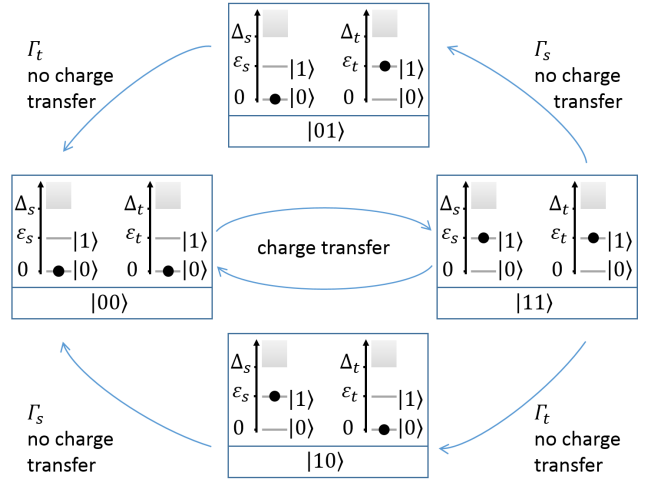 Γt
no charge
transfer
Δs
Δt
εs
|1⟩
εt
|1⟩
0
|0⟩
0
|0⟩
|01⟩
Γs
no charge
transfer
Δs
Δt
εs
|1⟩
εt
|1⟩
0
|0⟩
0
|0⟩
|00⟩
charge transfer
Δs
Δt
εs
|1⟩
εt
|1⟩
0
|0⟩
0
|0⟩
|11⟩
Γs
no charge
transfer
Δs
Δt
εs
|1⟩
εt
|1⟩
0
|0⟩
0
|0⟩
|10⟩
Γt
no charge
transfer